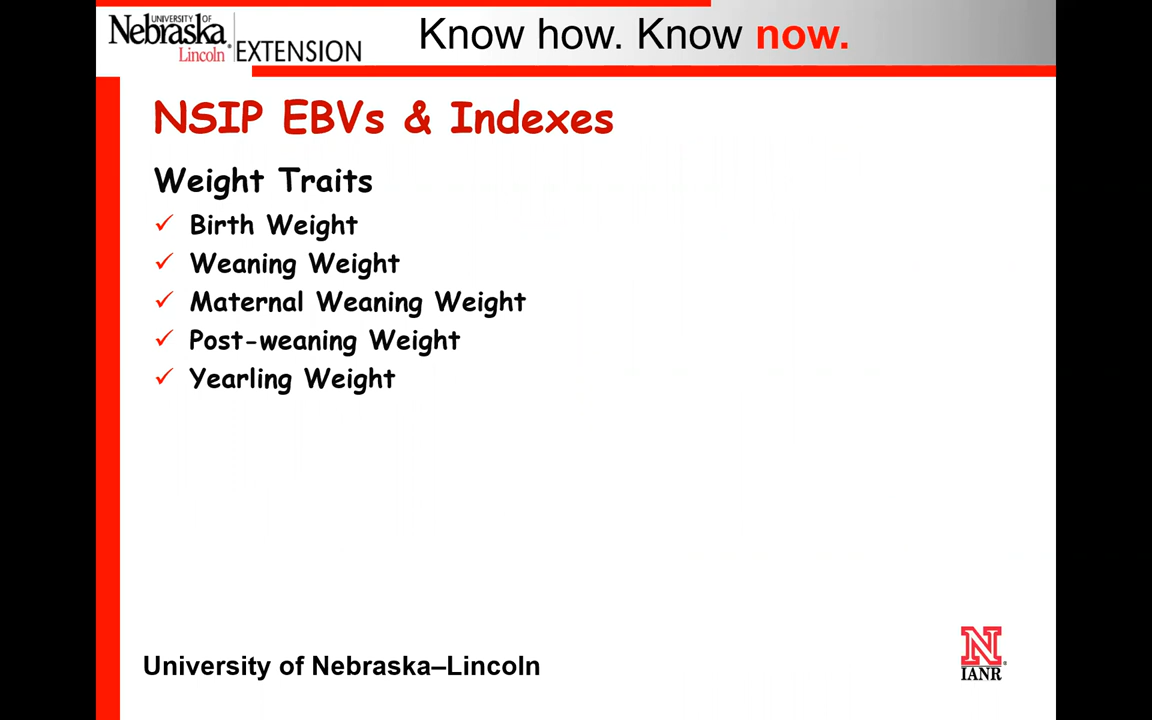 UNIVERSITY OF
Nebraska
Lincoln
EXTENSION
Know how. Know now.
NSIP EBVs & Indexes
Weight Traits
✓ Birth Weight
✓ Weaning Weight
✓ Maternal Weaning Weight
✓ Post-weaning Weight
✓ Yearling Weight
University of Nebraska–Lincoln
N
IANR